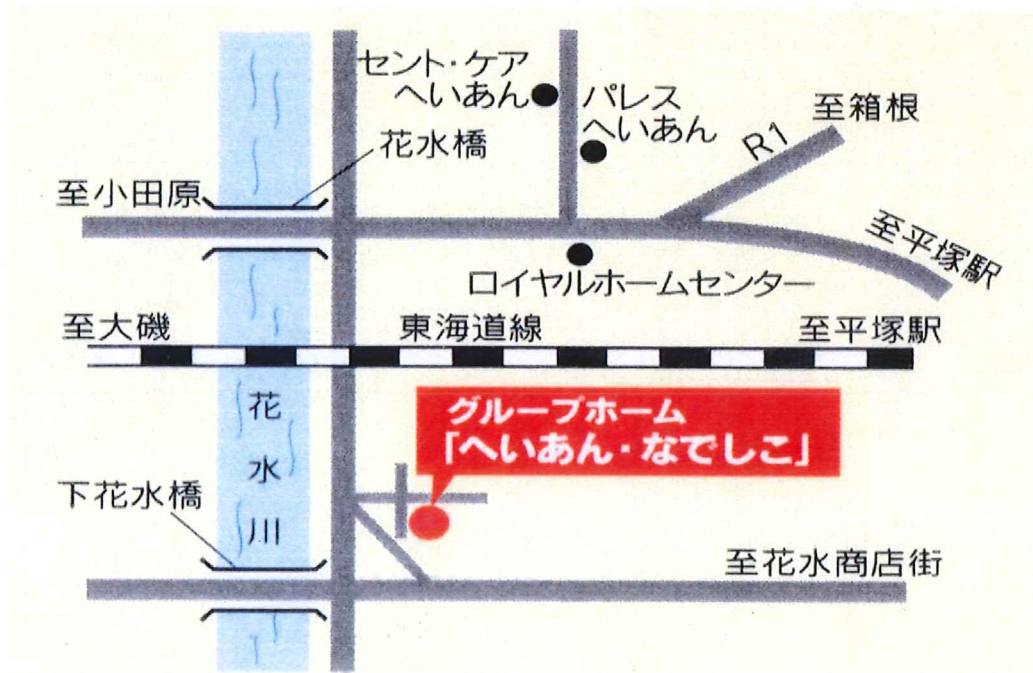 セント・ケア
へいあん
パレス
へいあん
至箱根
R1
花水橋
至小田原
至平塚駅
ロイヤルホームセンター
至大磯
東海道線
至平塚駅
グループホーム
「へいあん・なでしこ」
花水川
下花水橋
至花水商店街